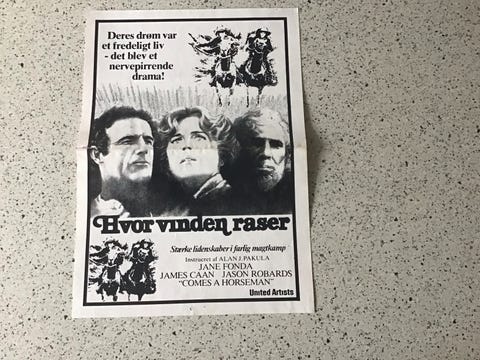 Deres drøm var
et fredeligt liv
- det blev et
nervepirrende
drama!
Hvor vinden raser
Stærke lidenskaber i farlig magtkamp
Instrueret af ALAN J. PAKULA
JANE FONDA
JAMES CAAN JASON ROBARDS
"COMES A HORSEMAN"
United Artists